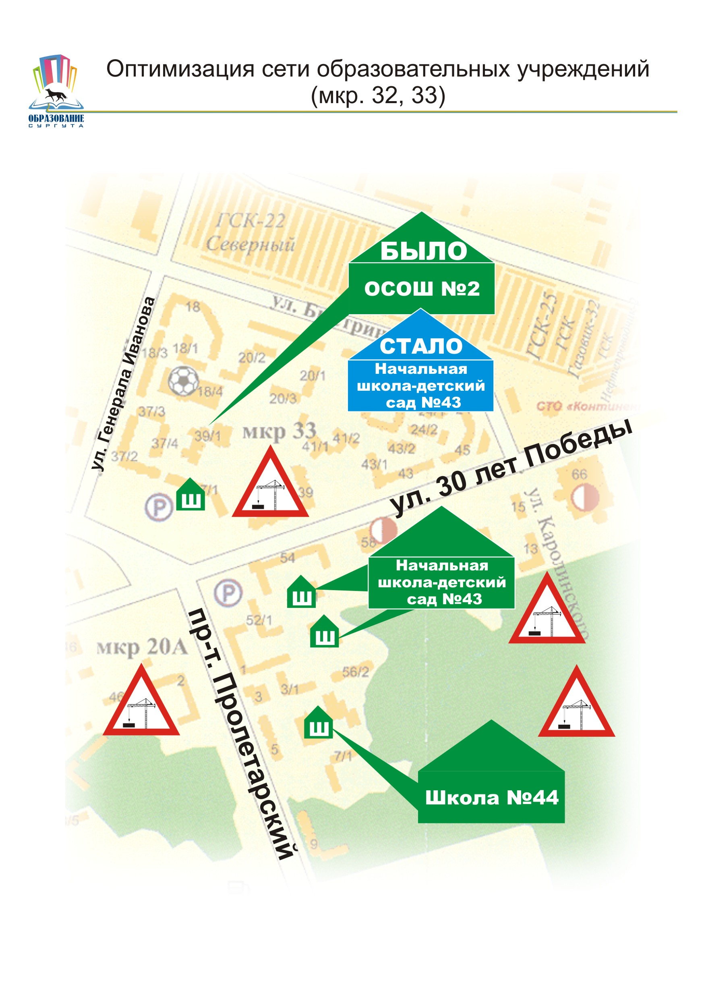 Оптимизация сети образовательных учреждений
(мкр. 32, 33)
ОБРАЗОВАНИЕ
СУРГУТА
ГСК-22
Северный
БЫЛО
ОСОШ №2
СТАЛО
Начальная
школа-детский
сад №43
ул. Генерала Иванова
18
18/3
18/1
18/4
20/2
20/1
20/3
ГСК-25
ГСК
Газовик-32
ГСК
37/3
37/4
37/2
39/1
мкр 33
41/1
41/2
24/2
43/2
43/1
43
45
39
P
Ш
ул. 30 лет Победы
66
15
13
ул. Каролинского
58
54
Начальная
школа-детский
сад №43
P
Ш
Ш
52/1
мкр 20А
46
2
пр-т. Пролетарский
1
3
3/1
56/2
Ш
5
7/1
Школа №44
9